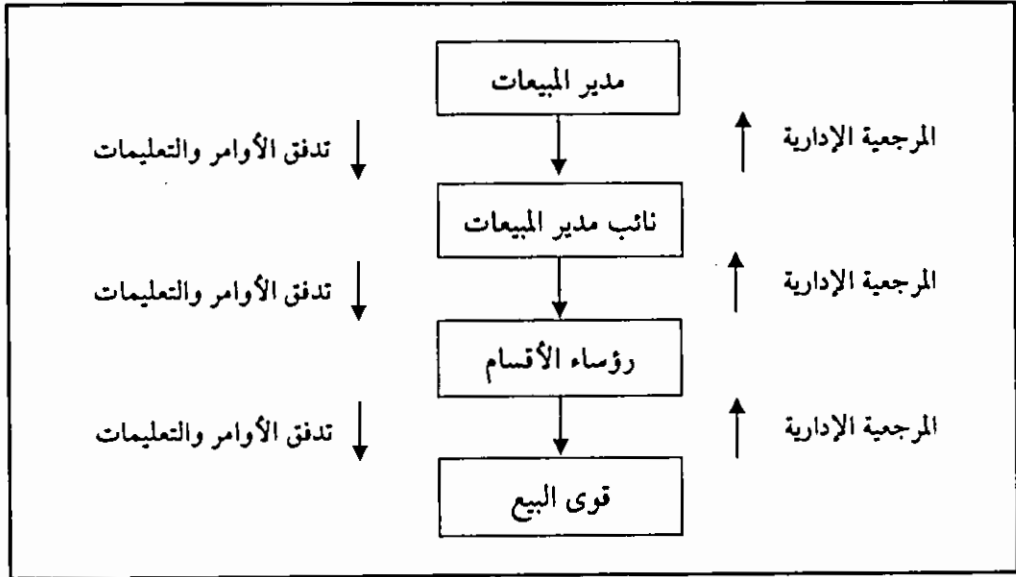 مدير المبيعات
المرجعية الإدارية
تدفق الأوامر والتعليمات
نائب مدير المبيعات
المرجعية الإدارية
تدفق الأوامر والتعليمات
رؤساء الأقسام
المرجعية الإدارية
تدفق الأوامر والتعليمات
قوى البيع